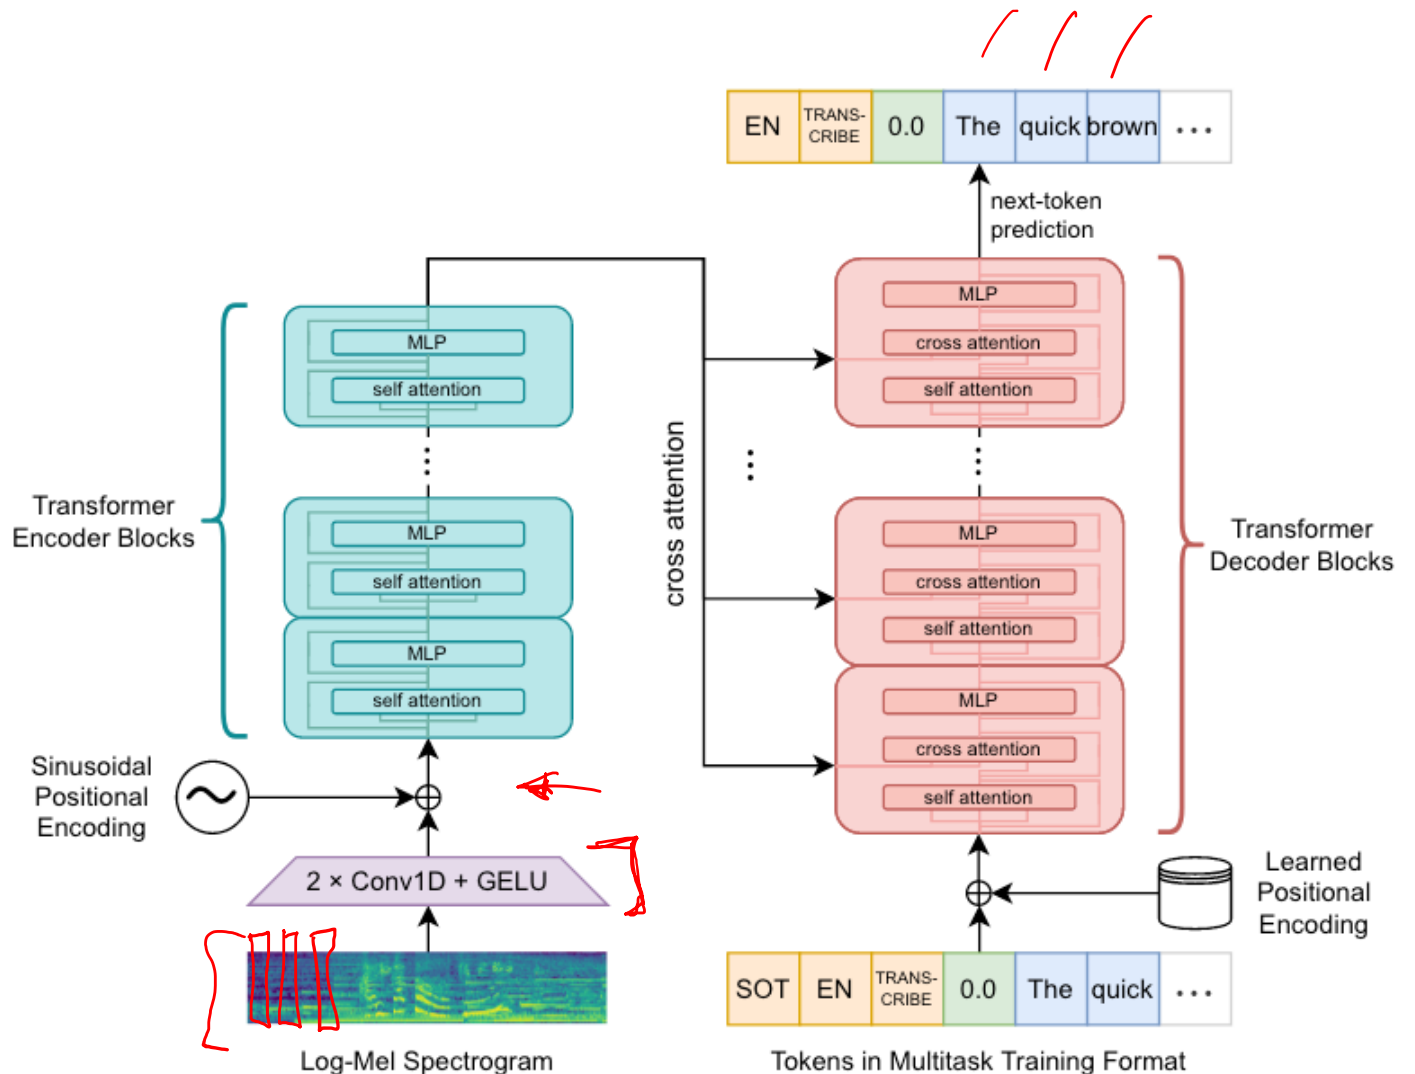 EN TRANS-CRIBE 0.0 The quick brown ...
next-token
prediction
MLP
cross attention
self attention
MLP
self attention
Transformer
Encoder Blocks
MLP
self attention
MLP
self attention
cross attention
MLP
cross attention
self attention
MLP
cross attention
self attention
Transformer
Decoder Blocks
Sinusoidal
Positional
Encoding
2 × Conv1D + GELU
Learned
Positional
Encoding
SOT EN TRANS-CRIBE 0.0 The quick ...
Log-Mel Spectrogram
Tokens in Multitask Training Format